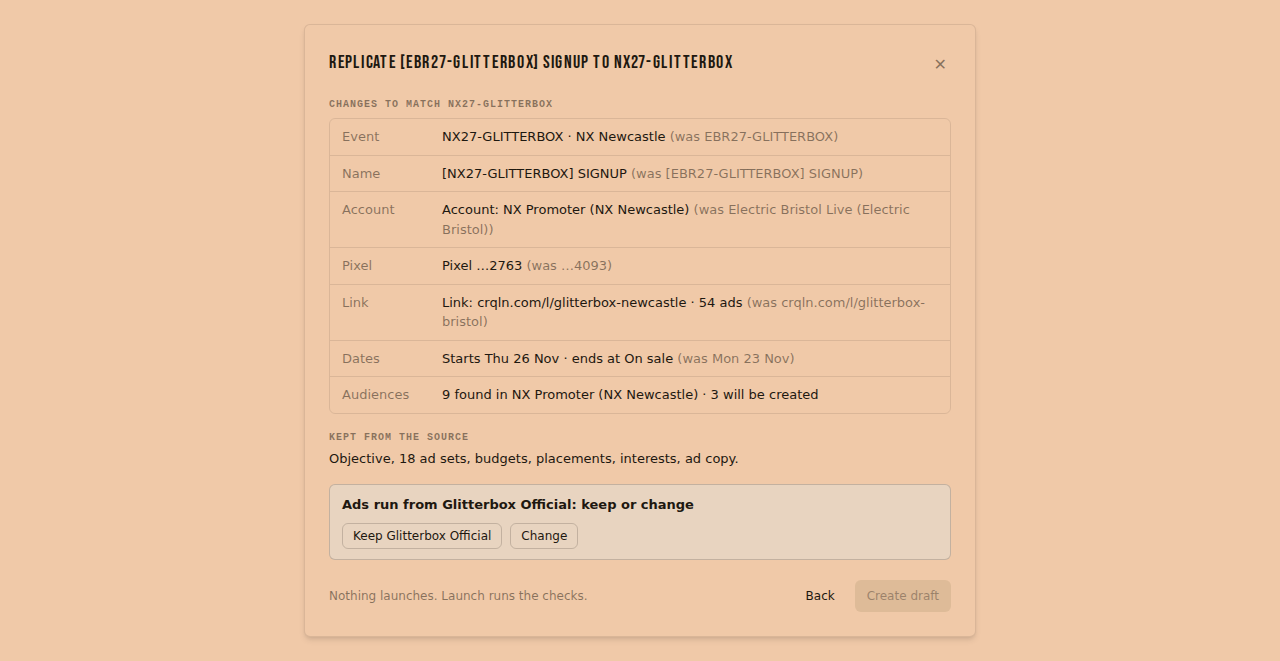 REPLICATE [EBR27-GLITTERBOX] SIGNUP TO NX27-GLITTERBOX
×
CHANGES TO MATCH NX27-GLITTERBOX
Event NX27-GLITTERBOX · NX Newcastle (was EBR27-GLITTERBOX)
Name [NX27-GLITTERBOX] SIGNUP (was [EBR27-GLITTERBOX] SIGNUP)
Account Account: NX Promoter (NX Newcastle) (was Electric Bristol Live (Electric
Bristol))
Pixel Pixel …2763 (was …4093)
Link Link: crqln.com/l/glitterbox-newcastle · 54 ads (was crqln.com/l/glitterbox-
bristol)
Dates Starts Thu 26 Nov · ends at On sale (was Mon 23 Nov)
Audiences 9 found in NX Promoter (NX Newcastle) · 3 will be created
KEPT FROM THE SOURCE
Objective, 18 ad sets, budgets, placements, interests, ad copy.
Ads run from Glitterbox Official: keep or change
Keep Glitterbox Official Change
Nothing launches. Launch runs the checks. Back Create draft